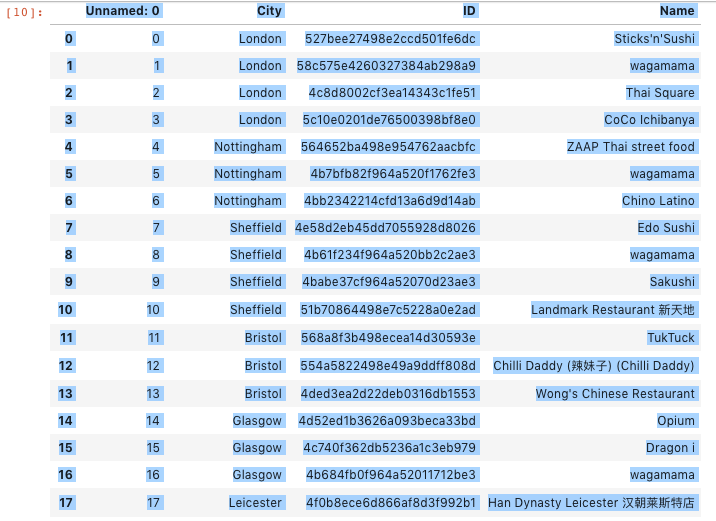 [10]: Unnamed: 0 City ID Name
0 0 London 527bee27498e2ccd501fe6dc Sticks'n'Sushi
1 1 London 58c575e4260327384ab298a9 wagamama
2 2 London 4c8d8002cf3ea14343c1fe51 Thai Square
3 3 London 5c10e0201de76500398bf8e0 CoCo Ichibanya
4 4 Nottingham 564652ba498e954762aacbfc ZAAP Thai street food
5 5 Nottingham 4b7bfb82f964a520f1762fe3 wagamama
6 6 Nottingham 4bb2342214cfd13a6d9d14ab Chino Latino
7 7 Sheffield 4e58d2eb45dd7055928d8026 Edo Sushi
8 8 Sheffield 4b61f234f964a520bb2c2ae3 wagamama
9 9 Sheffield 4babe37cf964a52070d23ae3 Sakushi
10 10 Sheffield 51b70864498e7c5228a0e2ad Landmark Restaurant 新天地
11 11 Bristol 568a8f3b498ecea14d30593e TukTuck
12 12 Bristol 554a5822498e49a9ddff808d Chilli Daddy (辣妹子) (Chilli Daddy)
13 13 Bristol 4ded3ea2d22deb0316db1553 Wong's Chinese Restaurant
14 14 Glasgow 4d52ed1b3626a093beca33bd Opium
15 15 Glasgow 4c740f362db5236a1c3eb979 Dragon i
16 16 Glasgow 4b684fb0f964a52011712be3 wagamama
17 17 Leicester 4f0b8ece6d866af8d3f992b1 Han Dynasty Leicester 汉朝莱斯特店